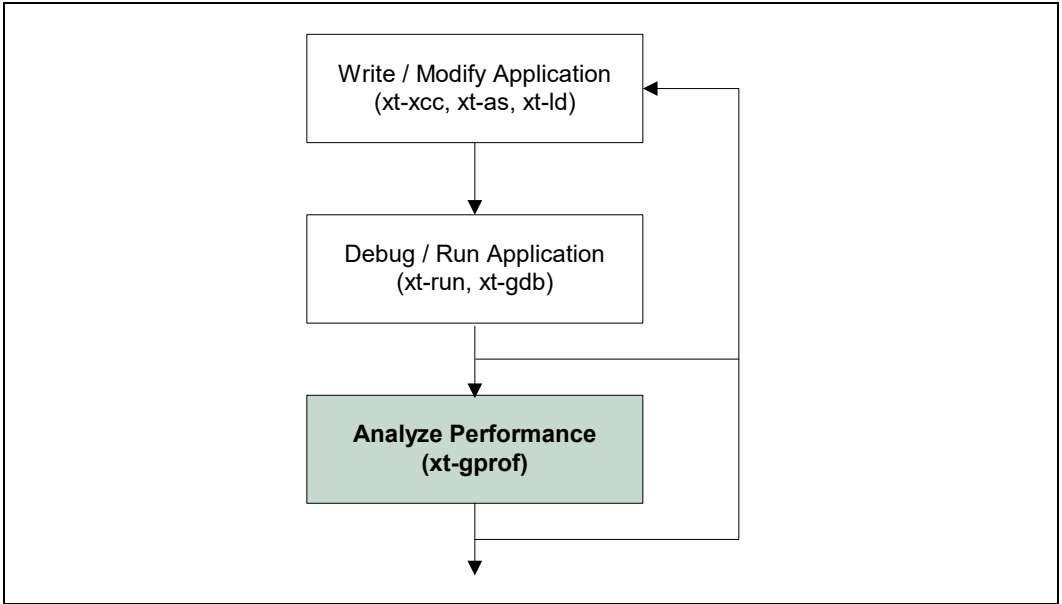 Write / Modify Application
(xt-xcc, xt-as, xt-ld)
Debug / Run Application
(xt-run, xt-gdb)
Analyze Performance
(xt-gprof)